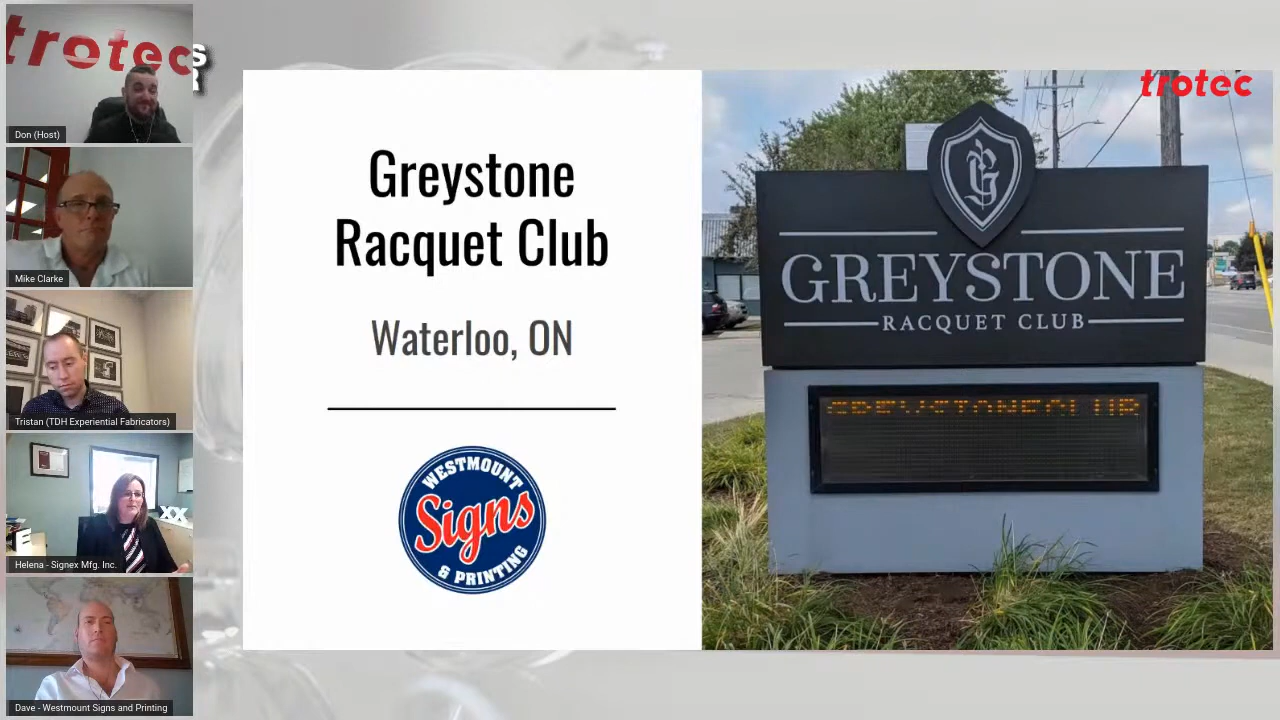 trotec
Don (Host)
Mike Clarke
Tristan (TDH Experiential Fabricators)
Helena - Signex Mfg. Inc.
XX
Dave - Westmount Signs and Printing
Greystone
Racquet Club
Waterloo, ON
WESTMOUNT
Signs
& PRINTING
trotec
G
GREYSTONE
RACQUET CLUB